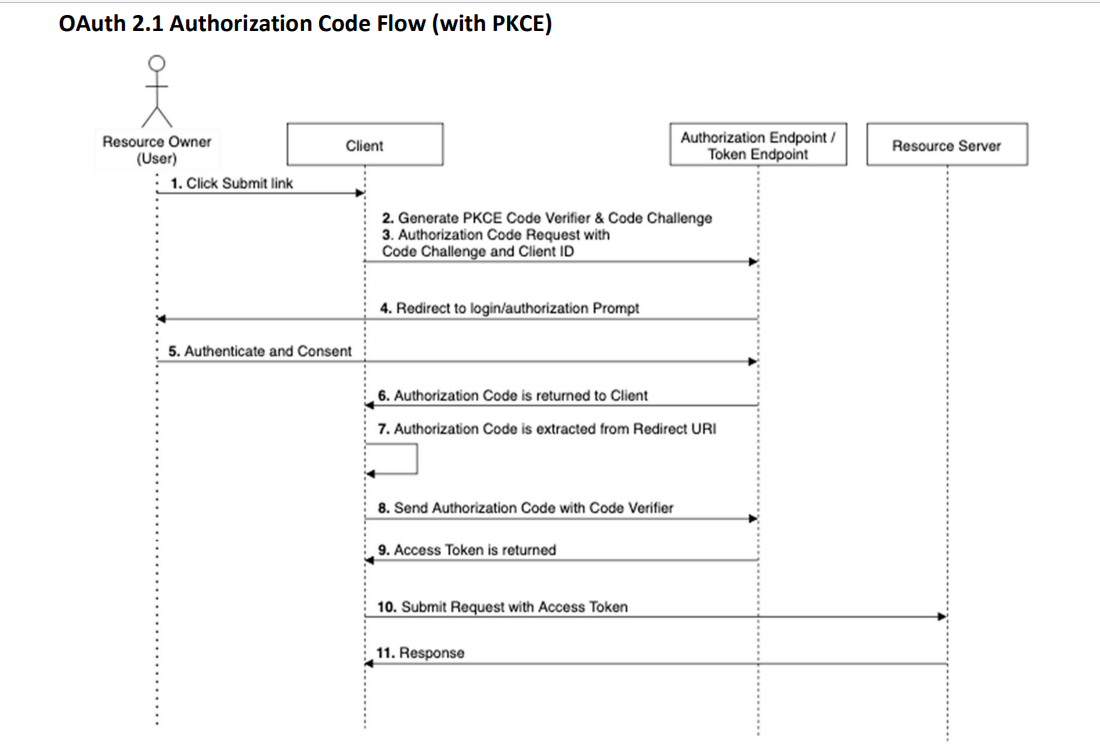 OAuth 2.1 Authorization Code Flow (with PKCE)
Resource Owner
(User)
Client
Authorization Endpoint /
Token Endpoint
Resource Server
1. Click Submit link
2. Generate PKCE Code Verifier & Code Challenge
3. Authorization Code Request with
Code Challenge and Client ID
4. Redirect to login/authorization Prompt
5. Authenticate and Consent
6. Authorization Code is returned to Client
7. Authorization Code is extracted from Redirect URI
8. Send Authorization Code with Code Verifier
9. Access Token is returned
10. Submit Request with Access Token
11. Response